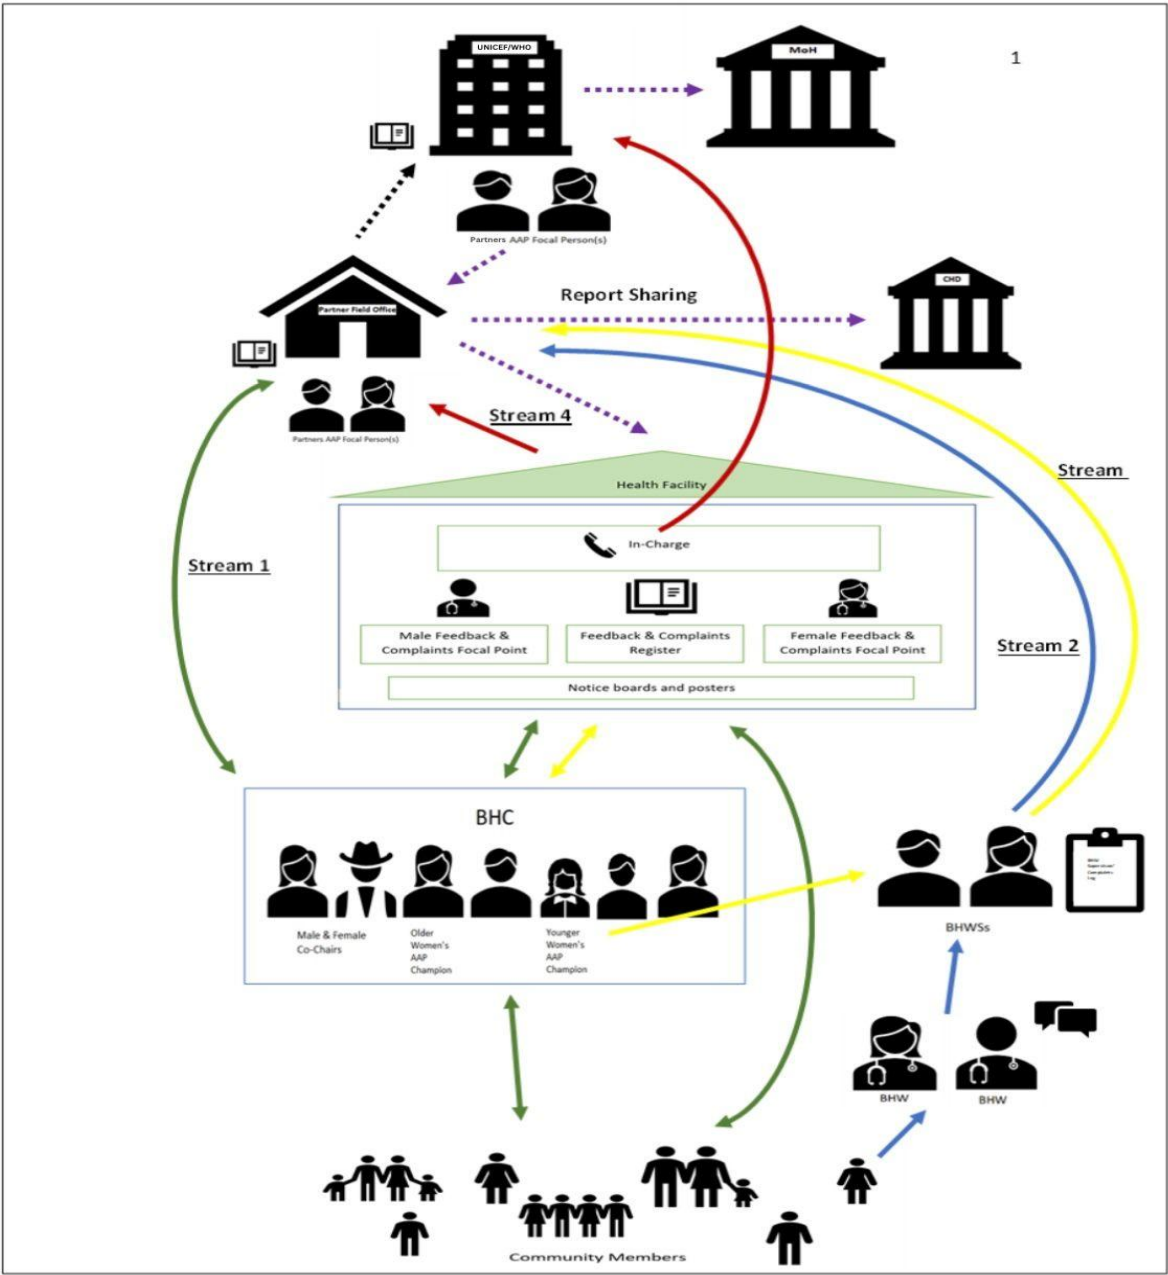 UNICEF/WHO
MoH
1
Partners AAP Focal Person(s)
Report Sharing
CHD
Partner Field Office
Stream 4
Partners AAP Focal Person(s)
Stream
Health Facility
In-Charge
Stream 1
Male Feedback &
Complaints Focal Point
Feedback & Complaints
Register
Female Feedback &
Complaints Focal Point
Stream 2
Notice boards and posters
BHC
Male & Female
Co-Chairs
Older
Women's
AAP
Champion
Younger
Women's
AAP
Champion
Complaints
BHWSs
BHW
BHW
Community Members